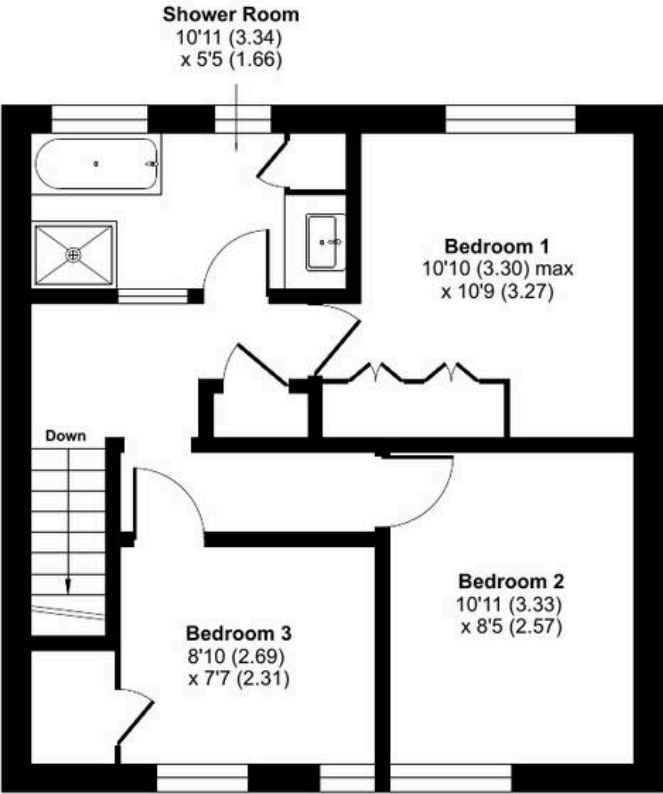 Shower Room
10'11 (3.34)
x 5'5 (1.66)
Bedroom 1
10'10 (3.30) max
x 10'9 (3.27)
Down
Bedroom 2
10'11 (3.33)
x 8'5 (2.57)
Bedroom 3
8'10 (2.69)
x 7'7 (2.31)